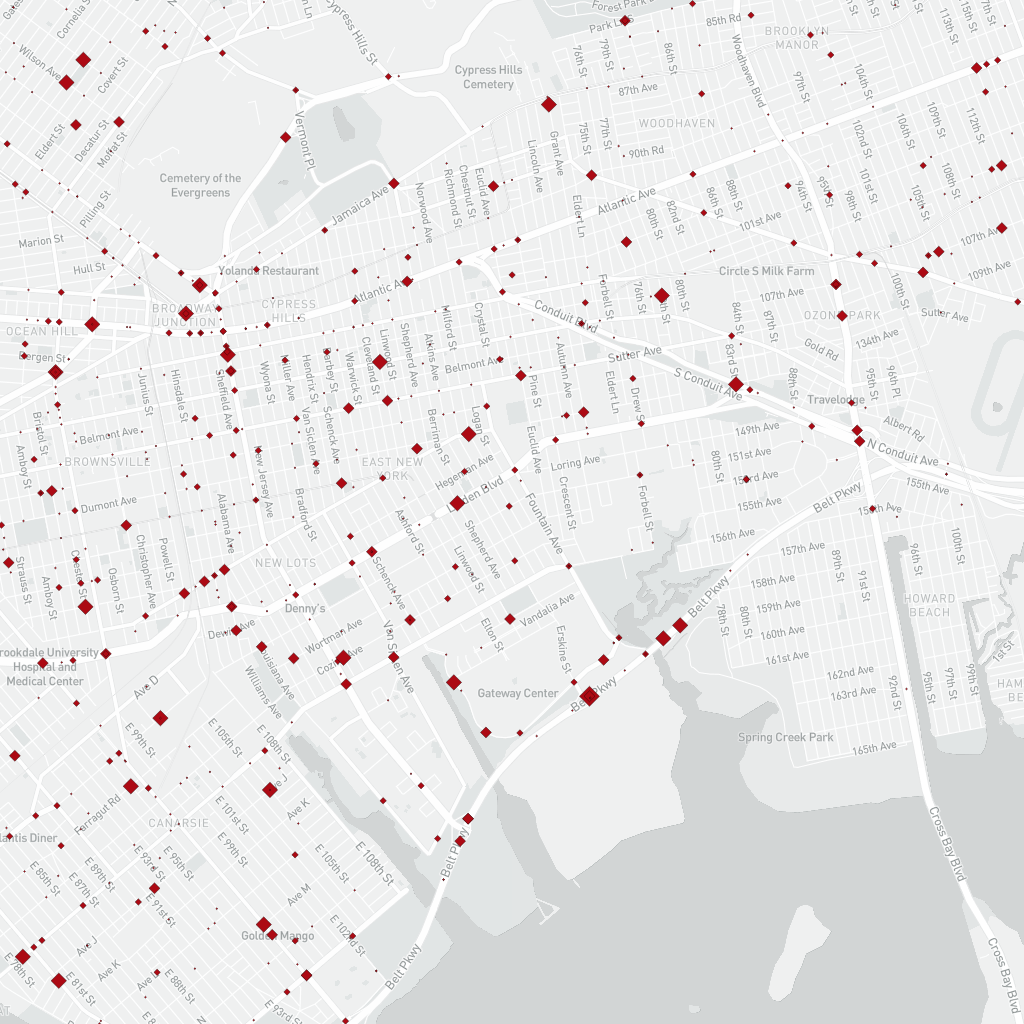 Forest Park
Park L
85th Rd
BROOKLYN
MANOR
113th St
115th St
111th St
Cornelia St
Cypress Hills St
Wilson Ave
Covert St
76th St
86th St
Woodhaven Blvd
97th St
Cypress Hills
Cemetery
87th Ave
102nd St
106th St
109th St
112th St
Vermont Pl
Eldert St
Decatur St
Moffat St
Grant Ave
Lincoln Ave
75th St
77th St
WOODHAVEN
90th Rd
Cemetery of the
Evergreens
Pilling St
Jamaica Ave
Norwood Ave
Richmond St
Chestnut St
Euclid Ave
Eldert Ln
Atlantic Ave
80th St
82nd St
86th St
88th St
94th St
95th St
98th St
101st St
105th St
108th St
101st Ave
Marion St
Hull St
Yolanda Restaurant
Circle S Milk Farm
107th Ave
109th Ave
BROADWAY
JUNCTION
CYPRESS
HILLS
Atlantic Ave
Forbell St
78th St
80th St
107th Ave
100th St
OCEAN HILL
Conduit Blvd
OZONE PARK
Sutter Ave
84th St
87th St
134th Ave
Gold Rd
Bergen St
Milford St
Crystal St
Shepherd Ave
Atkins Ave
Linwood St
Cleveland St
Warwick St
Barbey St
Hendrix St
Miller Ave
Wyona St
Sheffield Ave
Hinsdale St
Junius St
Belmont Ave
Autumn Ave
Sutter Ave
S Conduit Ave
83rd St
88th St
95th St
96th Pl
Pine St
Eldert Ln
Drew St
Travelodge
Albert Rd
Bristol St
Amboy St
Belmont Ave
BROWNSVILLE
Van Siclen Ave
Schenck Ave
Berriman St
Logan St
149th Ave
151st Ave
153rd Ave
N Conduit Ave
EAST NEW
YORK
Hegeman Ave
Linden Blvd
Euclid Ave
Loring Ave
80th St
155th Ave
155th Ave
156th Ave
Belt Pkwy
New Jersey Ave
Alabama Ave
Bradford St
Dumont Ave
Ashford St
Fountain Ave
Crescent St
Forbell St
156th Ave
100th St
157th Ave
89th St
91st St
NEW LOTS
Strauss St
Amboy St
Chester St
Osborn St
Christopher Ave
Powell St
Shepherd Ave
Linwood St
Schenck Ave
158th Ave
159th Ave
160th Ave
161st Ave
162nd Ave
163rd Ave
165th Ave
HOWARD
BEACH
Denny's
Vandalia Ave
Belt Pkwy
78th St
80th St
Wortman Ave
Van Siclen Ave
Elton St
Erskine St
1st St
Brookdale University
Hospital and
Medical Center
Louisiana Ave
Williams Ave
Gateway Center
Belt Pkwy
92nd St
95th St
97th St
99th St
Ave D
E 99th St
E 105th St
E 108th St
Spring Creek Park
Farragut Rd
Ave J
Ave K
CANARSIE
E 101st St
E 99th St
E 95th St
E 93rd St
E 91st St
E 89th St
E 87th St
E 85th St
E 105th St
E 108th St
Belt Pkwy
Cross Bay Blvd
Ave M
Golden Mango
E 102nd St
Ave J
Ave K
E 78th St
E 81st St
E 88th St
E 93rd St
Belt Pkwy
Cross Bay Blvd